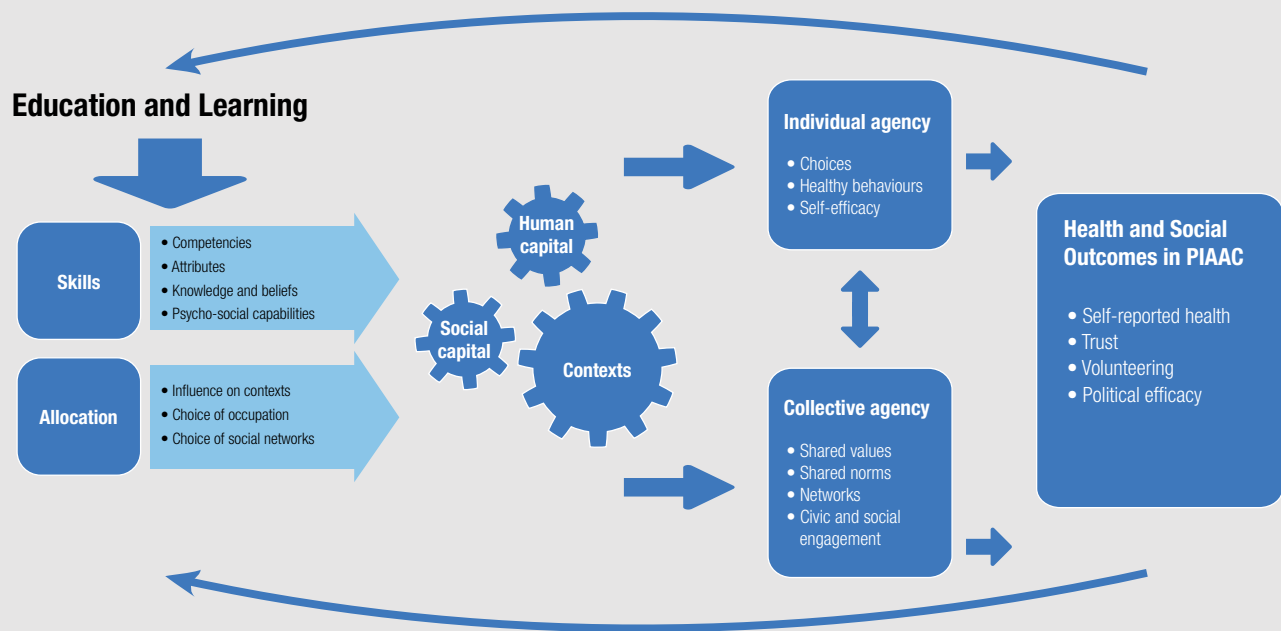 Education and Learning
Skills
• Competencies
• Attributes
• Knowledge and beliefs
• Psycho-social capabilities
Allocation
• Influence on contexts
• Choice of occupation
• Choice of social networks
Human
capital
Social
capital
Contexts
Individual agency
• Choices
• Healthy behaviours
• Self-efficacy
Collective agency
• Shared values
• Shared norms
• Networks
• Civic and social
engagement
Health and Social
Outcomes in PIAAC
• Self-reported health
• Trust
• Volunteering
• Political efficacy